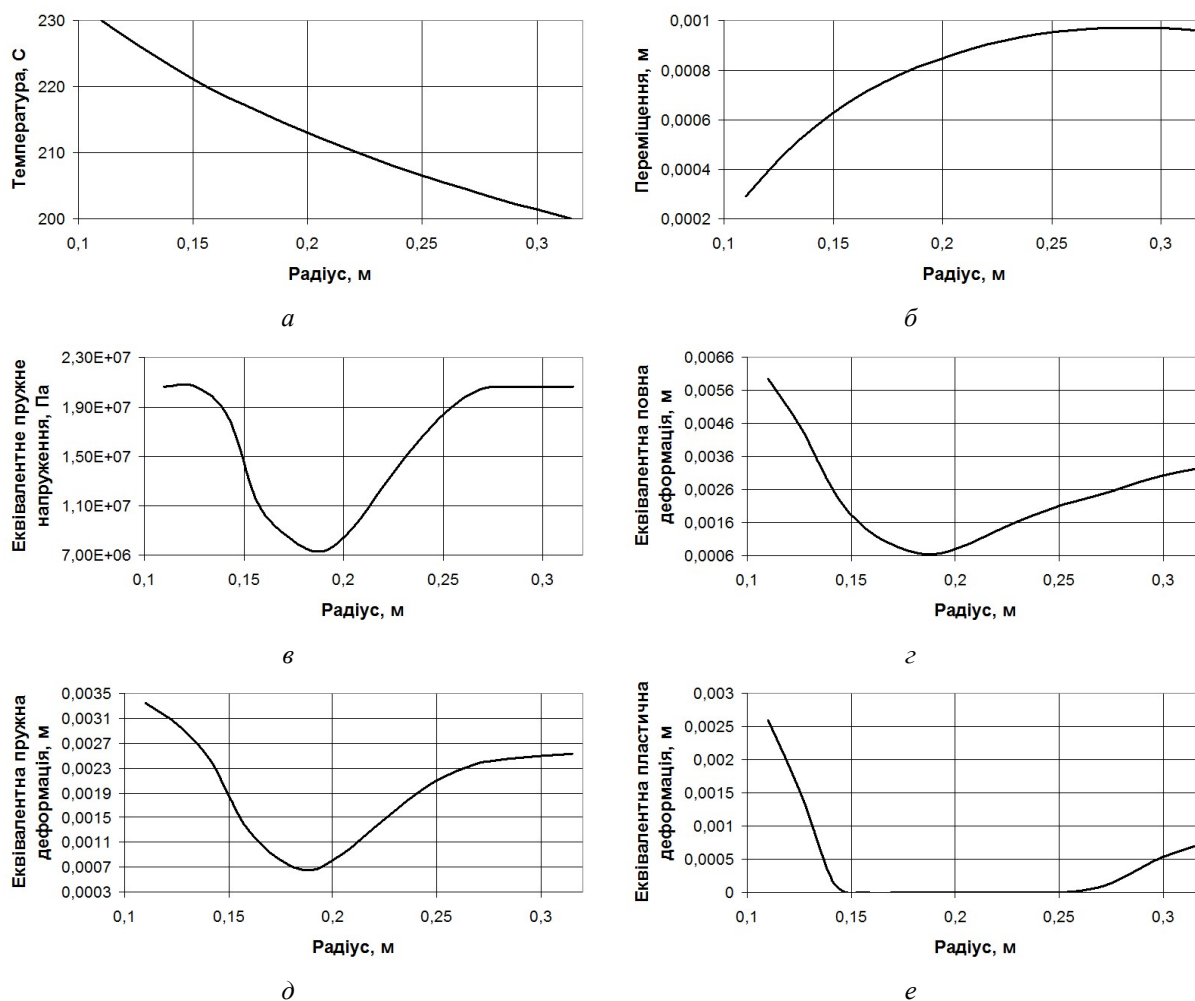 230
220
210
200
Температура, С
0,1 0,15 0,2 0,25 0,3
Радіус, м
а
0,001
0,0008
0,0006
0,0004
0,0002
Переміщення, м
0,1 0,15 0,2 0,25 0,3
Радіус, м
б
2,30E+07
1,90E+07
1,50E+07
1,10E+07
7,00E+06
Еквівалентне пружне
напруження, Па
0,1 0,15 0,2 0,25 0,3
Радіус, м
в
0,0066
0,0056
0,0046
0,0036
0,0026
0,0016
0,0006
Еквівалентна повна
деформація, м
0,1 0,15 0,2 0,25 0,3
Радіус, м
г
0,0035
0,0031
0,0027
0,0023
0,0019
0,0015
0,0011
0,0007
0,0003
Еквівалентна пружна
деформація, м
0,1 0,15 0,2 0,25 0,3
Радіус, м
д
0,003
0,0025
0,002
0,0015
0,001
0,0005
0
Еквівалентна пластична
деформація, м
0,1 0,15 0,2 0,25 0,3
Радіус, м
е